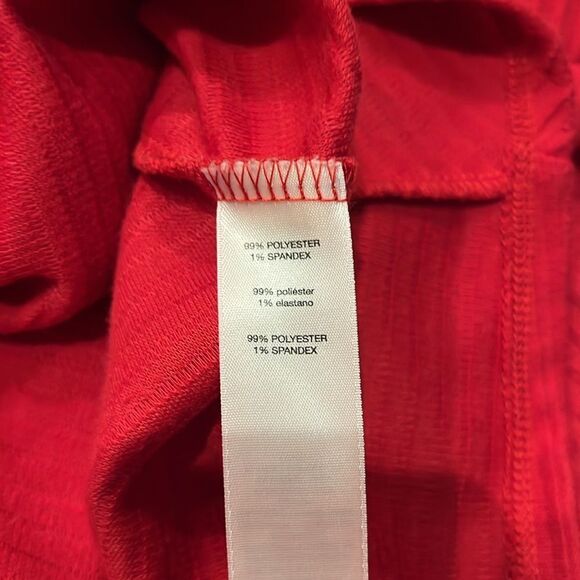 99% POLYESTER
1% SPANDEX
99% poliéster
1% elastano
99% POLYESTER
1% SPANDEX